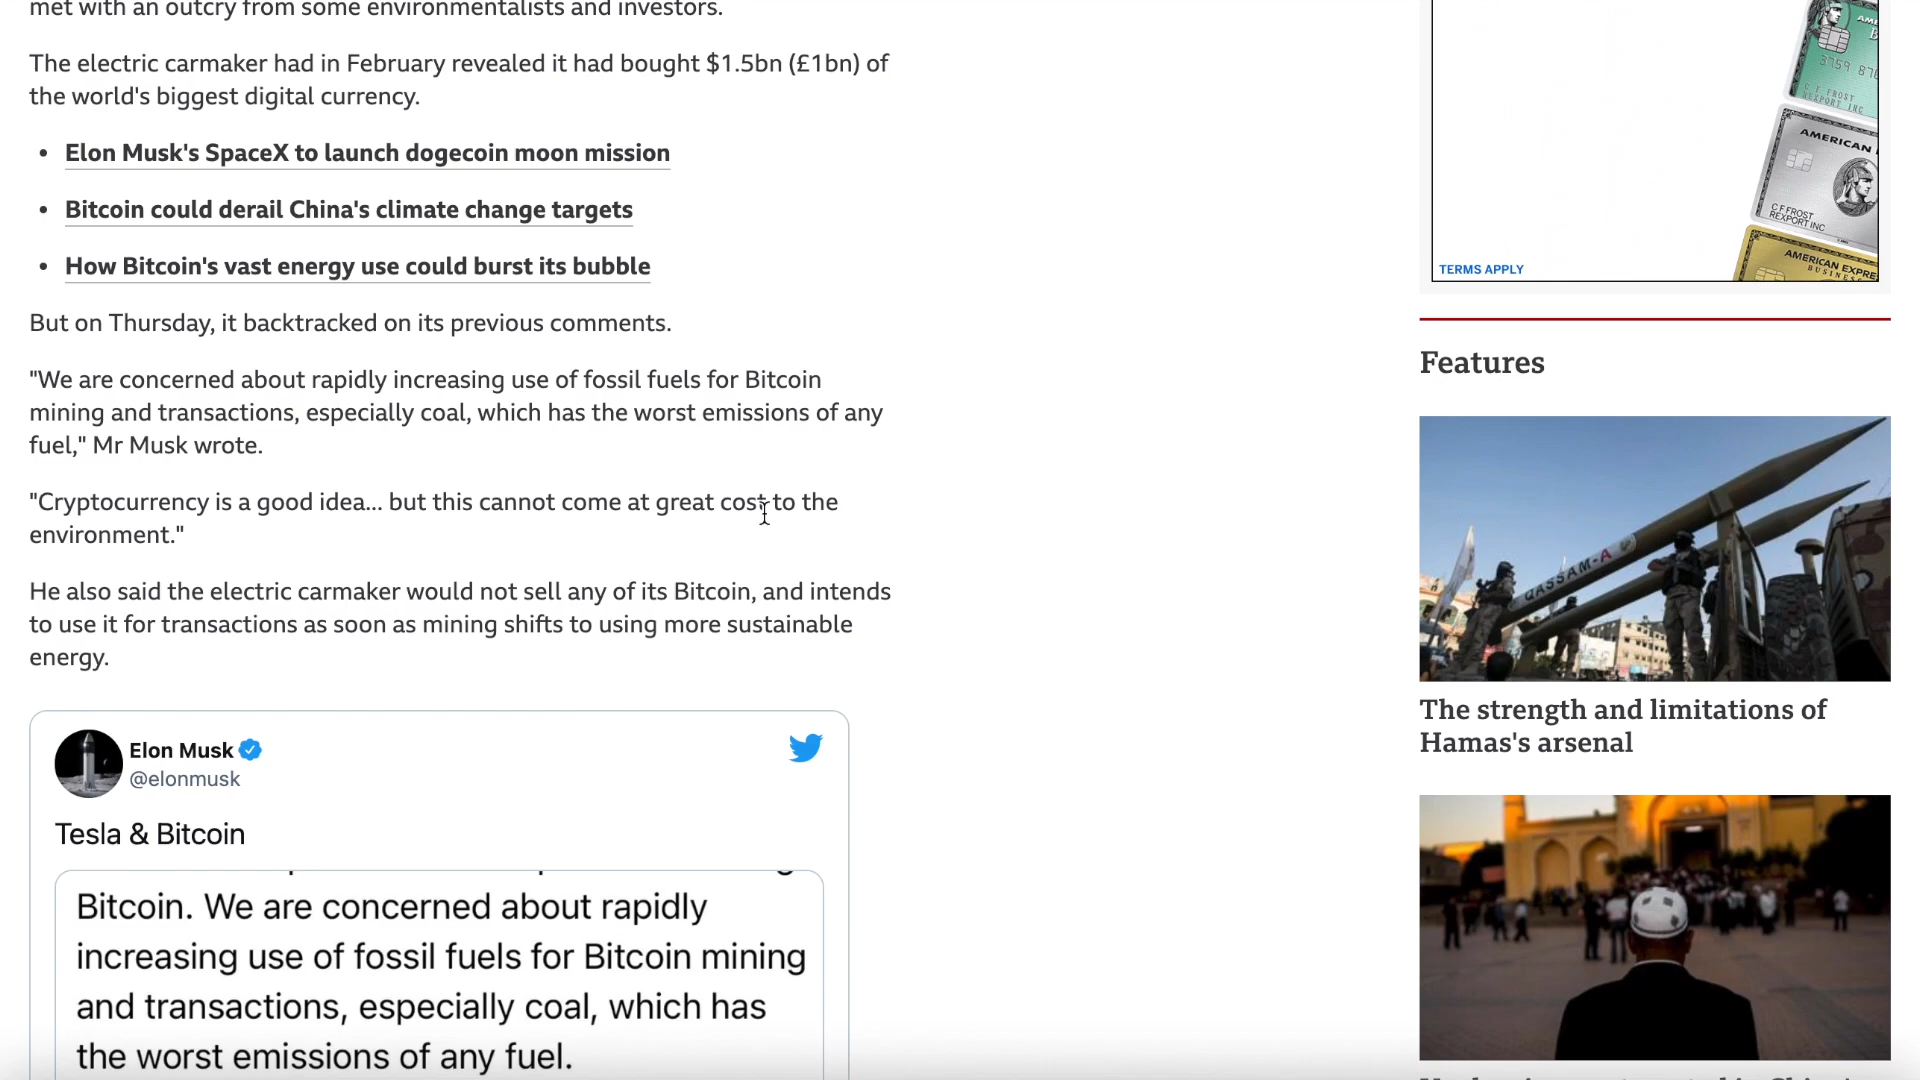 met with an outcry from some environmentalists and investors.
The electric carmaker had in February revealed it had bought $1.5bn (£1bn) of
the world's biggest digital currency.
• Elon Musk's SpaceX to launch dogecoin moon mission
• Bitcoin could derail China's climate change targets
• How Bitcoin's vast energy use could burst its bubble
But on Thursday, it backtracked on its previous comments.
"We are concerned about rapidly increasing use of fossil fuels for Bitcoin
mining and transactions, especially coal, which has the worst emissions of any
fuel," Mr Musk wrote.
"Cryptocurrency is a good idea... but this cannot come at great cost to the
environment."
He also said the electric carmaker would not sell any of its Bitcoin, and intends
to use it for transactions as soon as mining shifts to using more sustainable
energy.
Elon Musk
@elonmusk
Tesla & Bitcoin
Bitcoin. We are concerned about rapidly
increasing use of fossil fuels for Bitcoin mining
and transactions, especially coal, which has
the worst emissions of any fuel.
3759 876
C F FROST
REXPORT INC
AMERICAN
C F FROST
REXPORT INC
AMERICAN EXPRE
BUSINES
TERMS APPLY
Features
QASSAM-A
The strength and limitations of
Hamas's arsenal